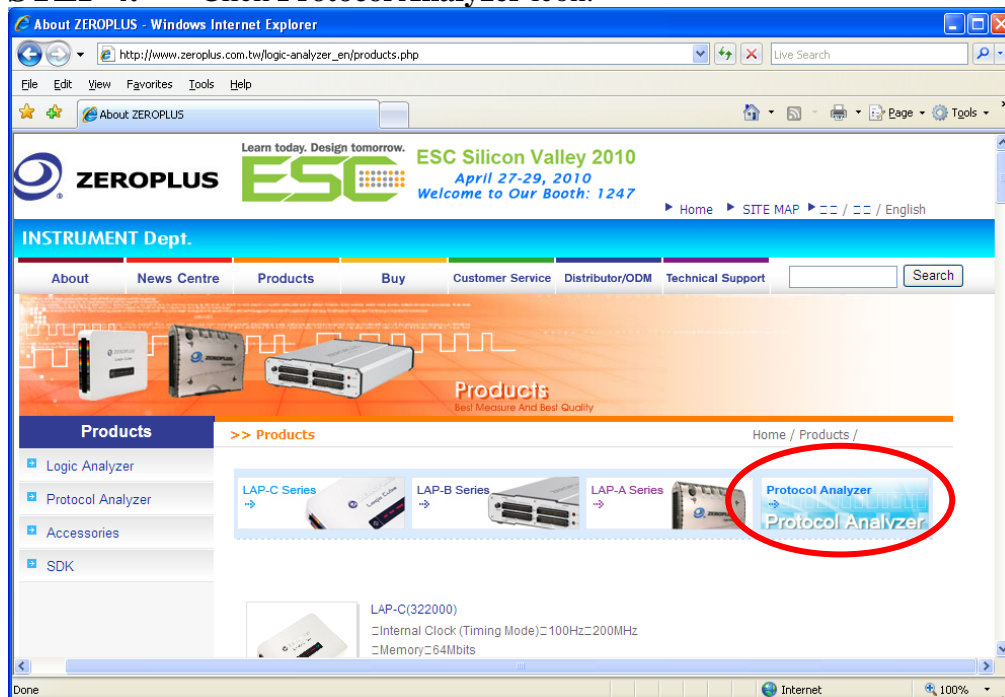 About ZEROPLUS - Windows Internet Explorer
http://www.zeroplus.com.tw/logic-analyzer_en/products.php
Live Search
File Edit View Favorites Tools Help
About ZEROPLUS
Page Tools
ZEROPLUS
Learn today. Design tomorrow.
ESC
ESC Silicon Valley 2010
April 27-29, 2010
Welcome to Our Booth: 1247
Home SITE MAP □□ / □□ / English
INSTRUMENT Dept.
About News Centre Products Buy Customer Service Distributor/ODM Technical Support Search
Products
Best Measure And Best Quality
Products
Logic Analyzer
Protocol Analyzer
Accessories
SDK
>> Products
Home / Products /
LAP-C Series
LAP-B Series
LAP-A Series
Protocol Analyzer
Protocol Analyzer
LAP-C(322000)
□Internal Clock (Timing Mode)□100Hz□200MHz
□Memory□64Mbits
Done
Internet
100%